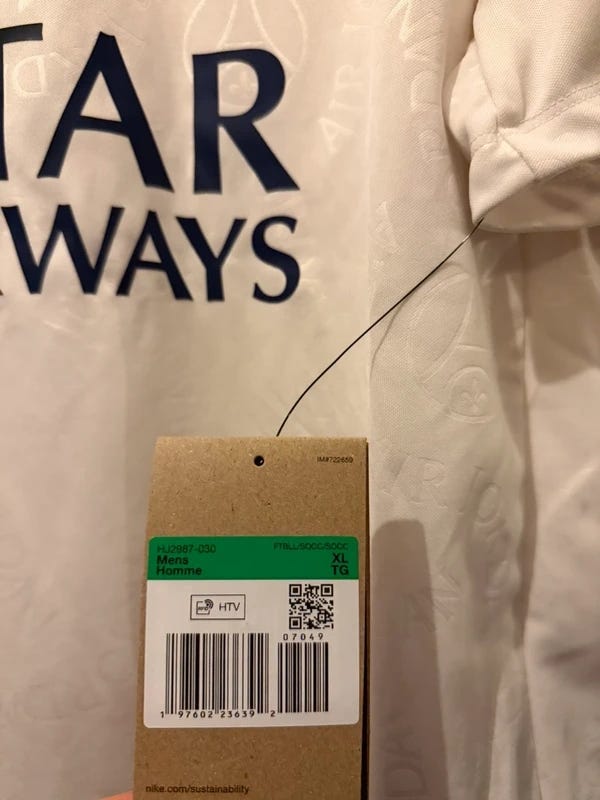 TAR
WAYS
IM#722659
HJ2987-030
FTBLL/SOCC/SOCC
Mens
XL
Homme
TG
HTV
07049
1 97602 23639 2
nike.com/sustainability